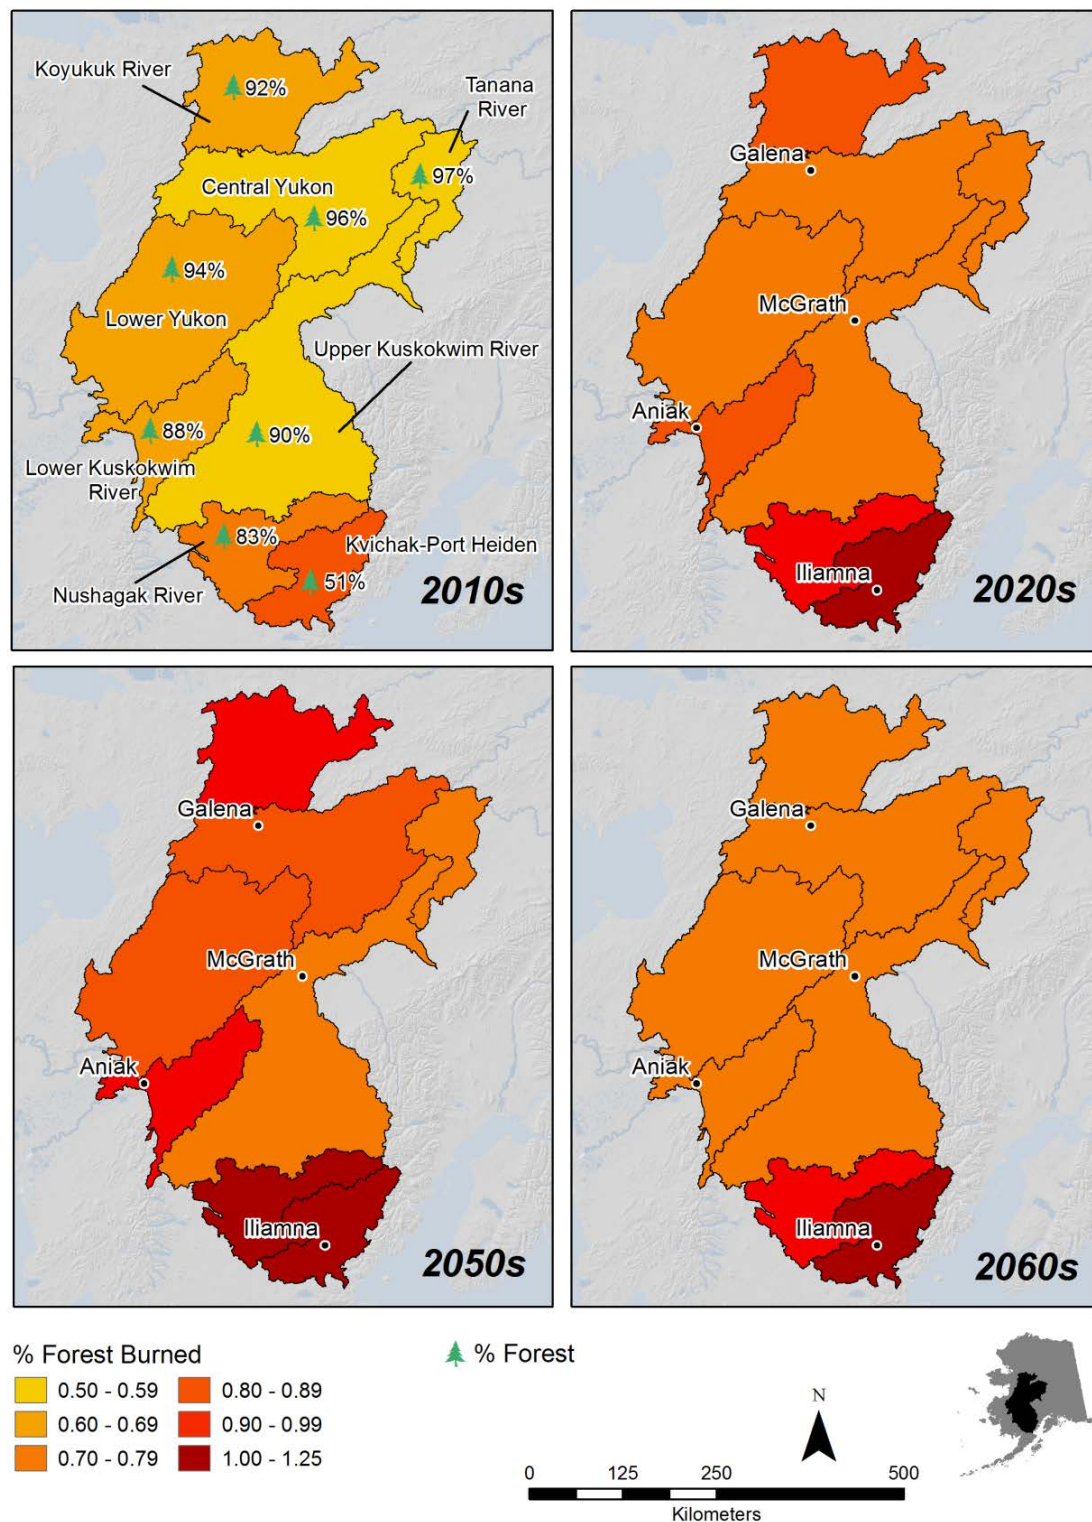 Koyukuk River
92%
Tanana
River
97%
Central Yukon
96%
94%
Lower Yukon
Upper Kuskokwim River
88%
90%
Lower Kuskokwim
River
83%
Kvichak-Port Heiden
51%
Nushagak River
2010s
Galena
McGrath
Aniak
Iliamna
2020s
Galena
McGrath
Aniak
Iliamna
2050s
Galena
McGrath
Aniak
Iliamna
2060s
% Forest Burned
% Forest
0.50 - 0.59
0.80 - 0.89
0.60 - 0.69
0.90 - 0.99
0.70 - 0.79
1.00 - 1.25
N
0 125 250 500
Kilometers